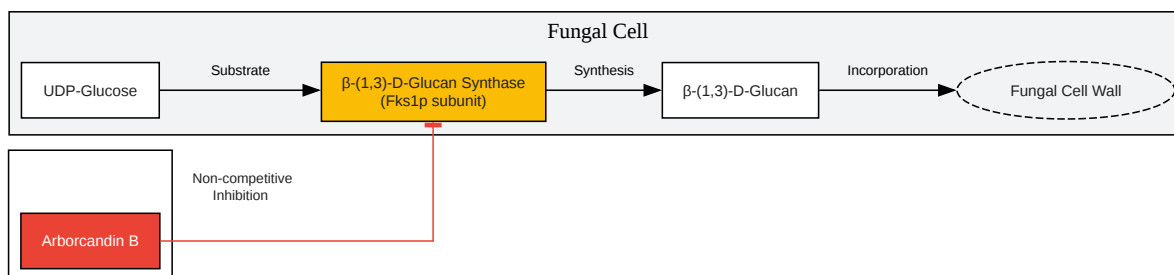 Fungal Cell
Substrate
Synthesis
Incorporation
UDP-Glucose
β-(1,3)-D-Glucan Synthase
(Fks1p subunit)
β-(1,3)-D-Glucan
Fungal Cell Wall
Non-competitive
Inhibition
Arborcandin B